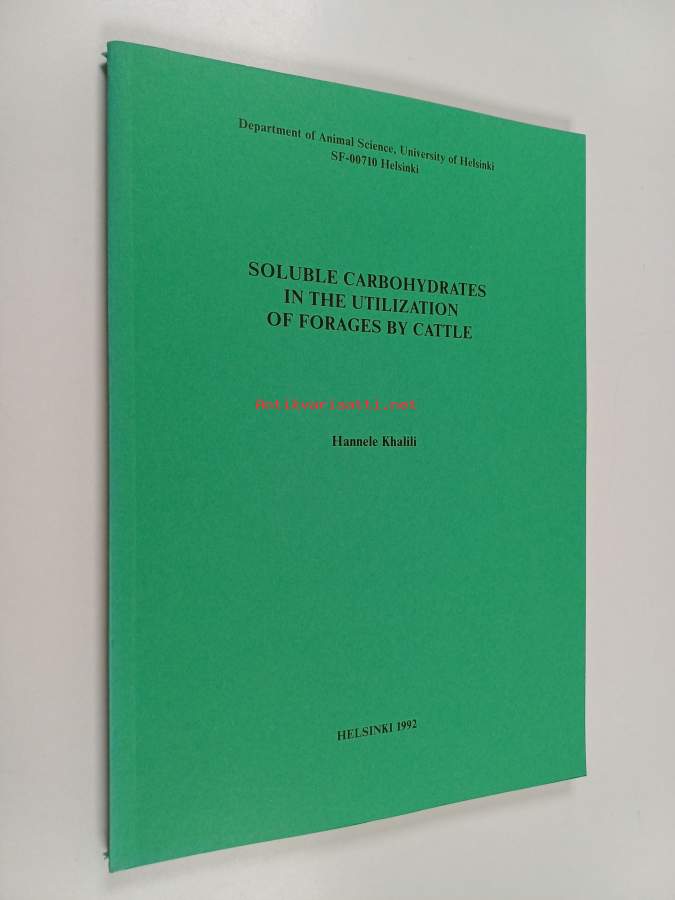 Department of Animal Science, University of Helsinki
SF-00710 Helsinki
SOLUBLE CARBOHYDRATES
IN THE UTILIZATION
OF FORAGES BY CATTLE
Antikvariaatti.net
Hannele Khalili
HELSINKI 1992